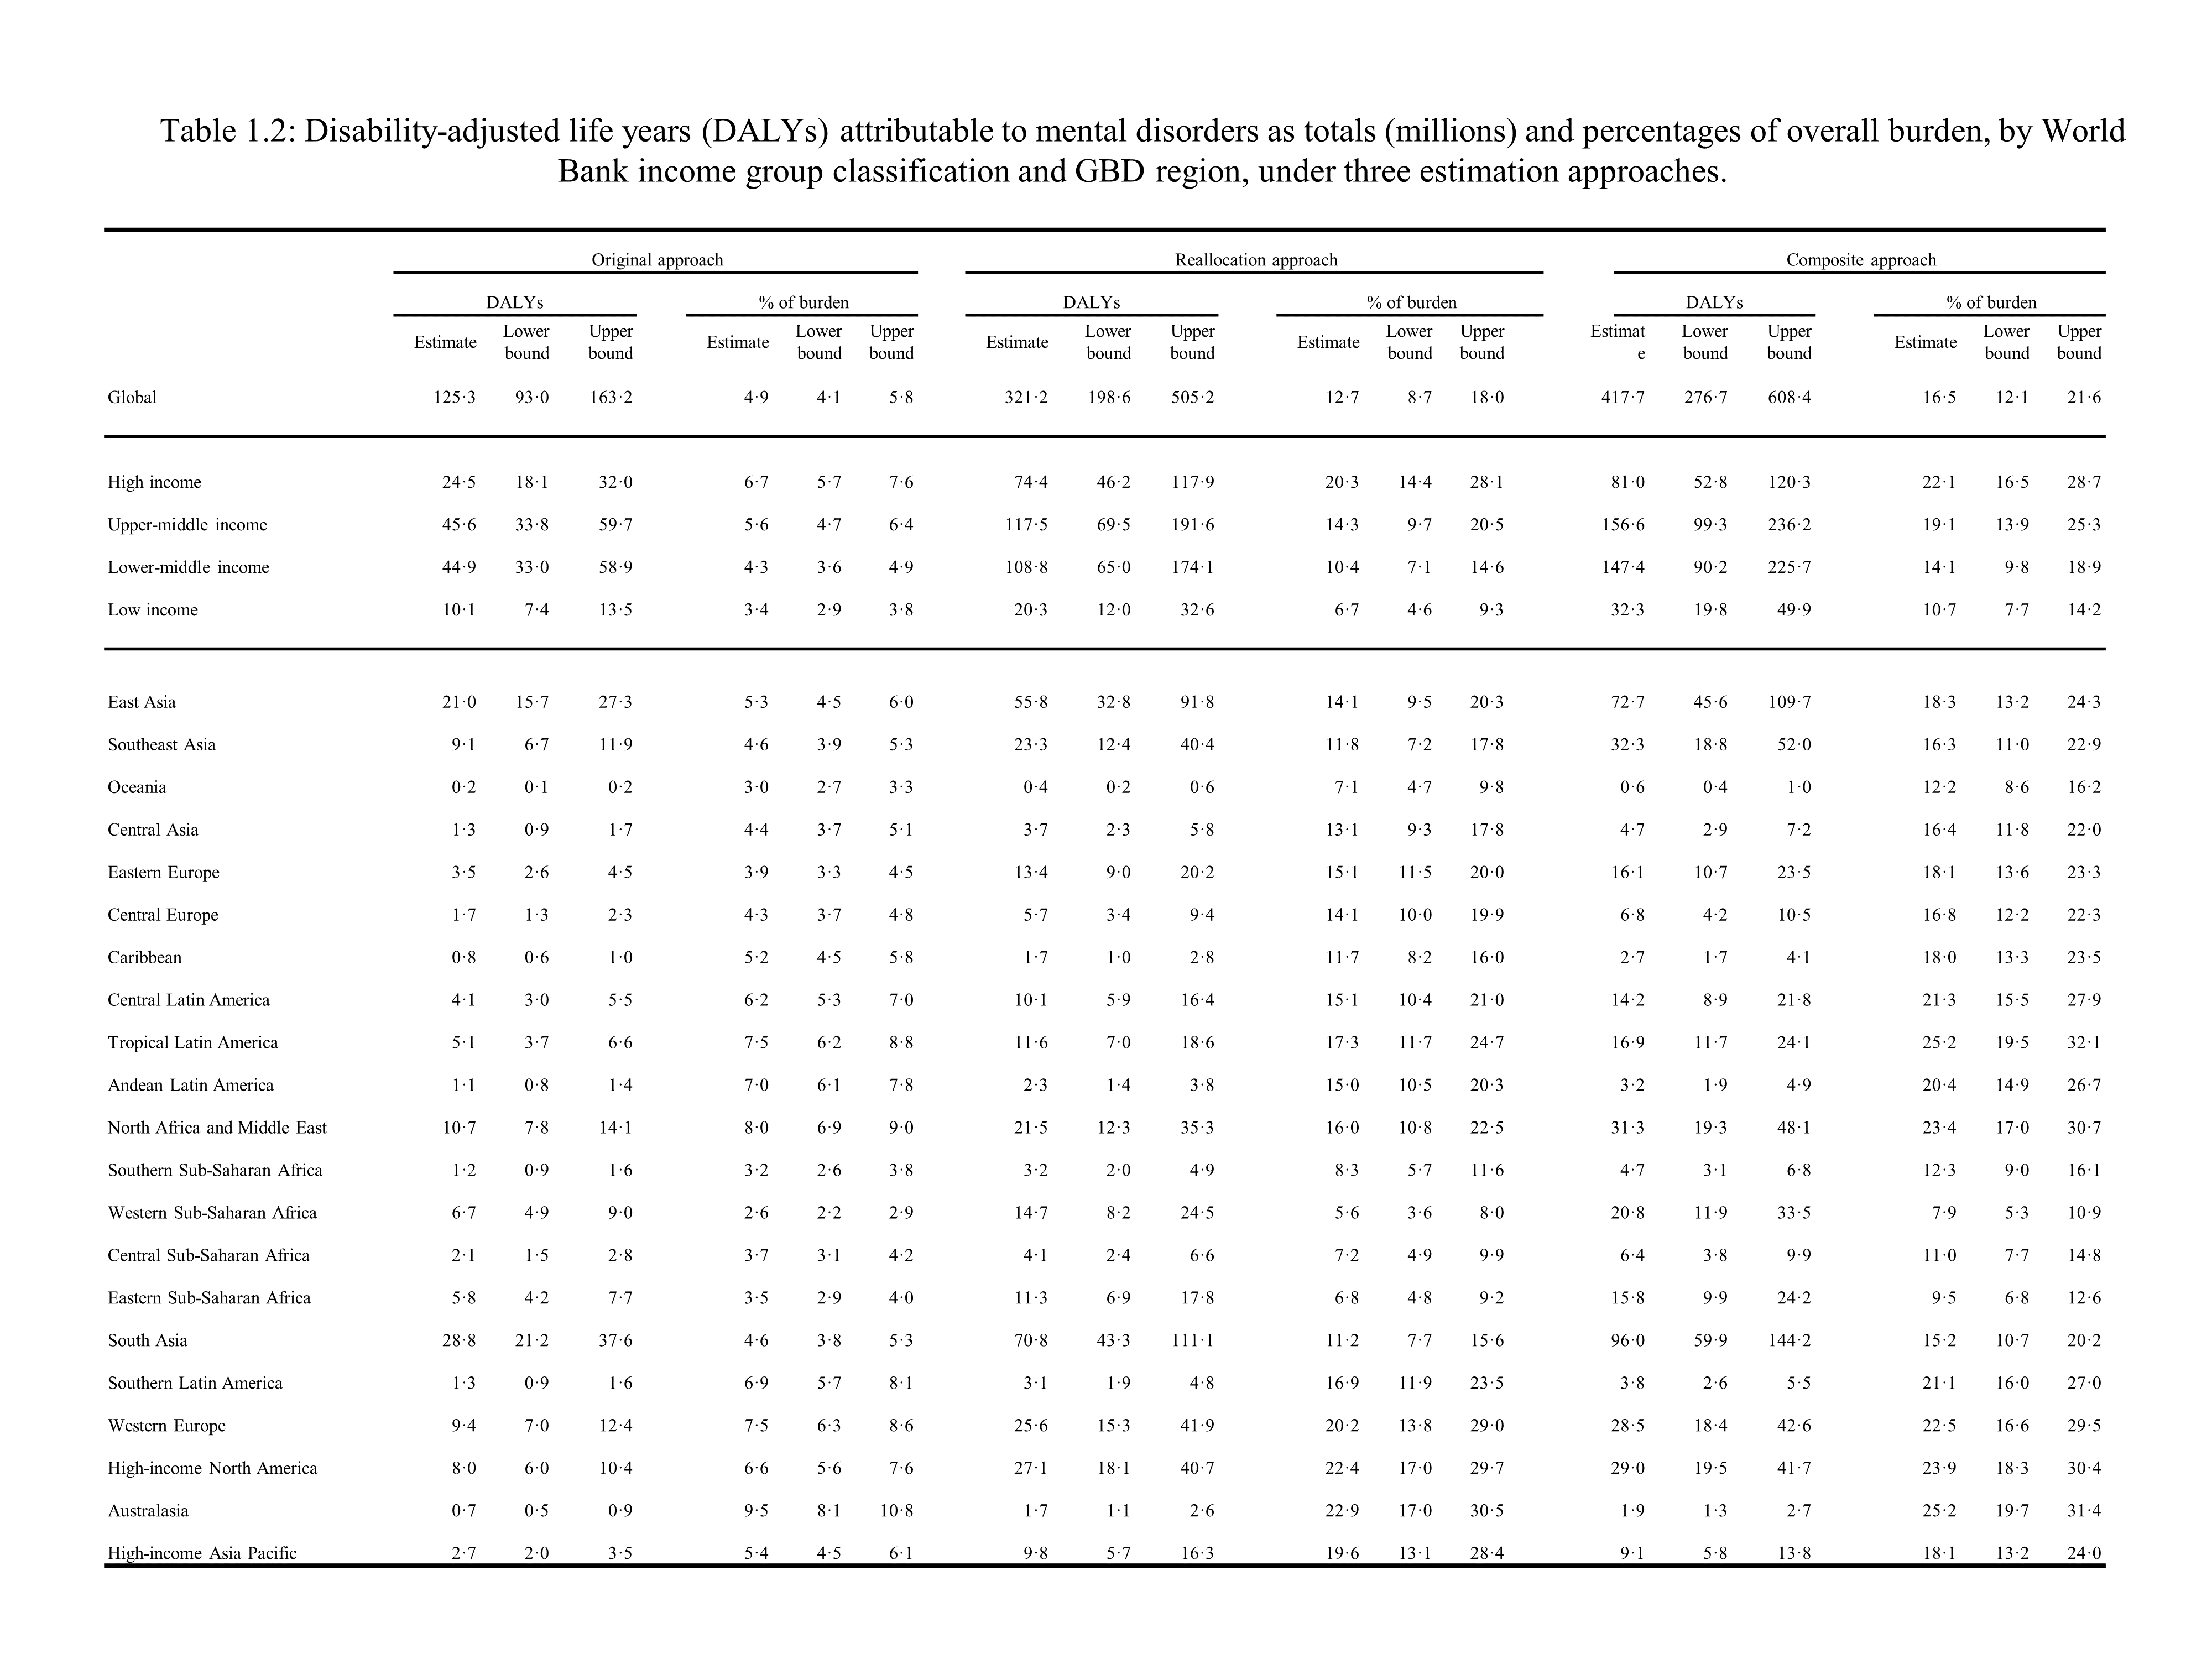 Table 1.2: Disability-adjusted life years (DALYs) attributable to mental disorders as totals (millions) and percentages of overall burden, by World
Bank income group classification and GBD region, under three estimation approaches.
Original approach Reallocation approach Composite approach
DALYs % of burden DALYs % of burden DALYs % of burden
Estimate Lower bound Upper bound Estimate Lower bound Upper bound Estimate Lower bound Upper bound Estimate Lower bound Upper bound Estimat e Lower bound Upper bound Estimate Lower bound Upper bound
Global 125·3 93·0 163·2 4·9 4·1 5·8 321·2 198·6 505·2 12·7 8·7 18·0 417·7 276·7 608·4 16·5 12·1 21·6
High income 24·5 18·1 32·0 6·7 5·7 7·6 74·4 46·2 117·9 20·3 14·4 28·1 81·0 52·8 120·3 22·1 16·5 28·7
Upper-middle income 45·6 33·8 59·7 5·6 4·7 6·4 117·5 69·5 191·6 14·3 9·7 20·5 156·6 99·3 236·2 19·1 13·9 25·3
Lower-middle income 44·9 33·0 58·9 4·3 3·6 4·9 108·8 65·0 174·1 10·4 7·1 14·6 147·4 90·2 225·7 14·1 9·8 18·9
Low income 10·1 7·4 13·5 3·4 2·9 3·8 20·3 12·0 32·6 6·7 4·6 9·3 32·3 19·8 49·9 10·7 7·7 14·2
East Asia 21·0 15·7 27·3 5·3 4·5 6·0 55·8 32·8 91·8 14·1 9·5 20·3 72·7 45·6 109·7 18·3 13·2 24·3
Southeast Asia 9·1 6·7 11·9 4·6 3·9 5·3 23·3 12·4 40·4 11·8 7·2 17·8 32·3 18·8 52·0 16·3 11·0 22·9
Oceania 0·2 0·1 0·2 3·0 2·7 3·3 0·4 0·2 0·6 7·1 4·7 9·8 0·6 0·4 1·0 12·2 8·6 16·2
Central Asia 1·3 0·9 1·7 4·4 3·7 5·1 3·7 2·3 5·8 13·1 9·3 17·8 4·7 2·9 7·2 16·4 11·8 22·0
Eastern Europe 3·5 2·6 4·5 3·9 3·3 4·5 13·4 9·0 20·2 15·1 11·5 20·0 16·1 10·7 23·5 18·1 13·6 23·3
Central Europe 1·7 1·3 2·3 4·3 3·7 4·8 5·7 3·4 9·4 14·1 10·0 19·9 6·8 4·2 10·5 16·8 12·2 22·3
Caribbean 0·8 0·6 1·0 5·2 4·5 5·8 1·7 1·0 2·8 11·7 8·2 16·0 2·7 1·7 4·1 18·0 13·3 23·5
Central Latin America 4·1 3·0 5·5 6·2 5·3 7·0 10·1 5·9 16·4 15·1 10·4 21·0 14·2 8·9 21·8 21·3 15·5 27·9
Tropical Latin America 5·1 3·7 6·6 7·5 6·2 8·8 11·6 7·0 18·6 17·3 11·7 24·7 16·9 11·7 24·1 25·2 19·5 32·1
Andean Latin America 1·1 0·8 1·4 7·0 6·1 7·8 2·3 1·4 3·8 15·0 10·5 20·3 3·2 1·9 4·9 20·4 14·9 26·7
North Africa and Middle East 10·7 7·8 14·1 8·0 6·9 9·0 21·5 12·3 35·3 16·0 10·8 22·5 31·3 19·3 48·1 23·4 17·0 30·7
Southern Sub-Saharan Africa 1·2 0·9 1·6 3·2 2·6 3·8 3·2 2·0 4·9 8·3 5·7 11·6 4·7 3·1 6·8 12·3 9·0 16·1
Western Sub-Saharan Africa 6·7 4·9 9·0 2·6 2·2 2·9 14·7 8·2 24·5 5·6 3·6 8·0 20·8 11·9 33·5 7·9 5·3 10·9
Central Sub-Saharan Africa 2·1 1·5 2·8 3·7 3·1 4·2 4·1 2·4 6·6 7·2 4·9 9·9 6·4 3·8 9·9 11·0 7·7 14·8
Eastern Sub-Saharan Africa 5·8 4·2 7·7 3·5 2·9 4·0 11·3 6·9 17·8 6·8 4·8 9·2 15·8 9·9 24·2 9·5 6·8 12·6
South Asia 28·8 21·2 37·6 4·6 3·8 5·3 70·8 43·3 111·1 11·2 7·7 15·6 96·0 59·9 144·2 15·2 10·7 20·2
Southern Latin America 1·3 0·9 1·6 6·9 5·7 8·1 3·1 1·9 4·8 16·9 11·9 23·5 3·8 2·6 5·5 21·1 16·0 27·0
Western Europe 9·4 7·0 12·4 7·5 6·3 8·6 25·6 15·3 41·9 20·2 13·8 29·0 28·5 18·4 42·6 22·5 16·6 29·5
High-income North America 8·0 6·0 10·4 6·6 5·6 7·6 27·1 18·1 40·7 22·4 17·0 29·7 29·0 19·5 41·7 23·9 18·3 30·4
Australasia 0·7 0·5 0·9 9·5 8·1 10·8 1·7 1·1 2·6 22·9 17·0 30·5 1·9 1·3 2·7 25·2 19·7 31·4
High-income Asia Pacific 2·7 2·0 3·5 5·4 4·5 6·1 9·8 5·7 16·3 19·6 13·1 28·4 9·1 5·8 13·8 18·1 13·2 24·0